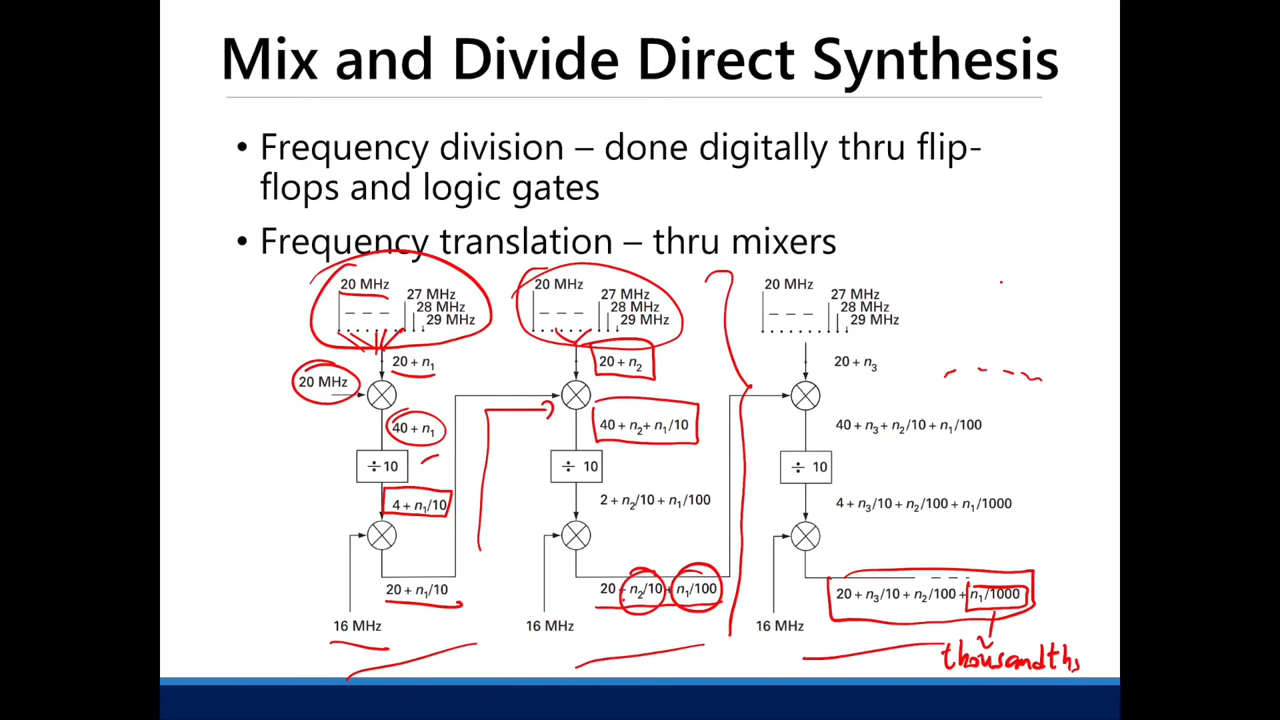 Mix and Divide Direct Synthesis
• Frequency division – done digitally thru flip-
flops and logic gates
• Frequency translation – thru mixers
20 MHz
27 MHz
28 MHz
29 MHz
20 + n₁
20 MHz
40 + n₁
÷ 10
4 + n₁/10
20 + n₁/10
16 MHz
20 MHz
27 MHz
28 MHz
29 MHz
20 + n₂
40 + n₂ + n₁/10
÷ 10
2 + n₂/10 + n₁/100
20 + n₂/10 + n₁/100
16 MHz
20 MHz
27 MHz
28 MHz
29 MHz
20 + n₃
40 + n₃ + n₂/10 + n₁/100
÷ 10
4 + n₃/10 + n₂/100 + n₁/1000
20 + n₃/10 + n₂/100 + n₁/1000
16 MHz
thousandths